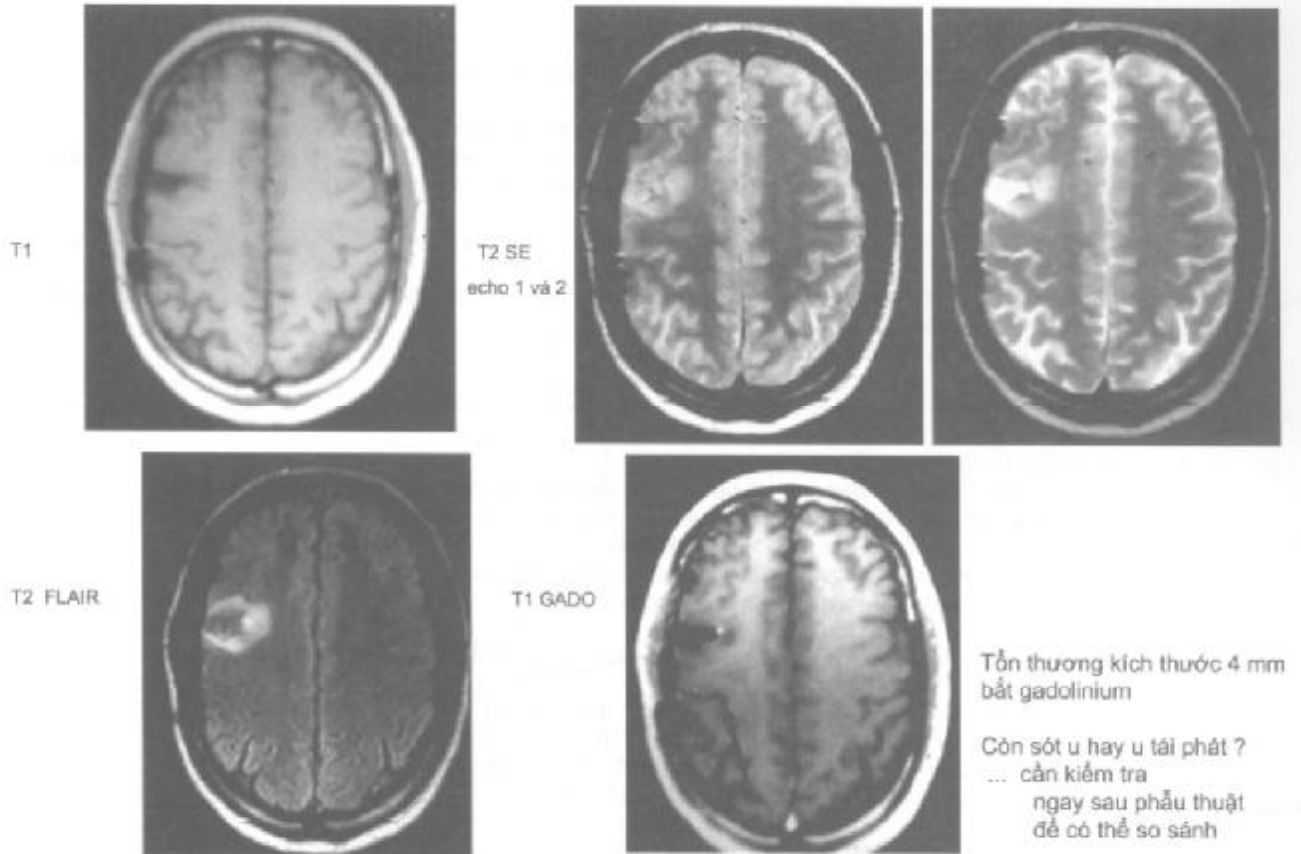 T1
T2 SE
echo 1 và 2
T2 FLAIR
T1 GADO
Tổn thương kích thước 4 mm
bắt gadolinium
Còn sót u hay u tái phát ?
... cần kiểm tra
ngay sau phẫu thuật
để có thể so sánh